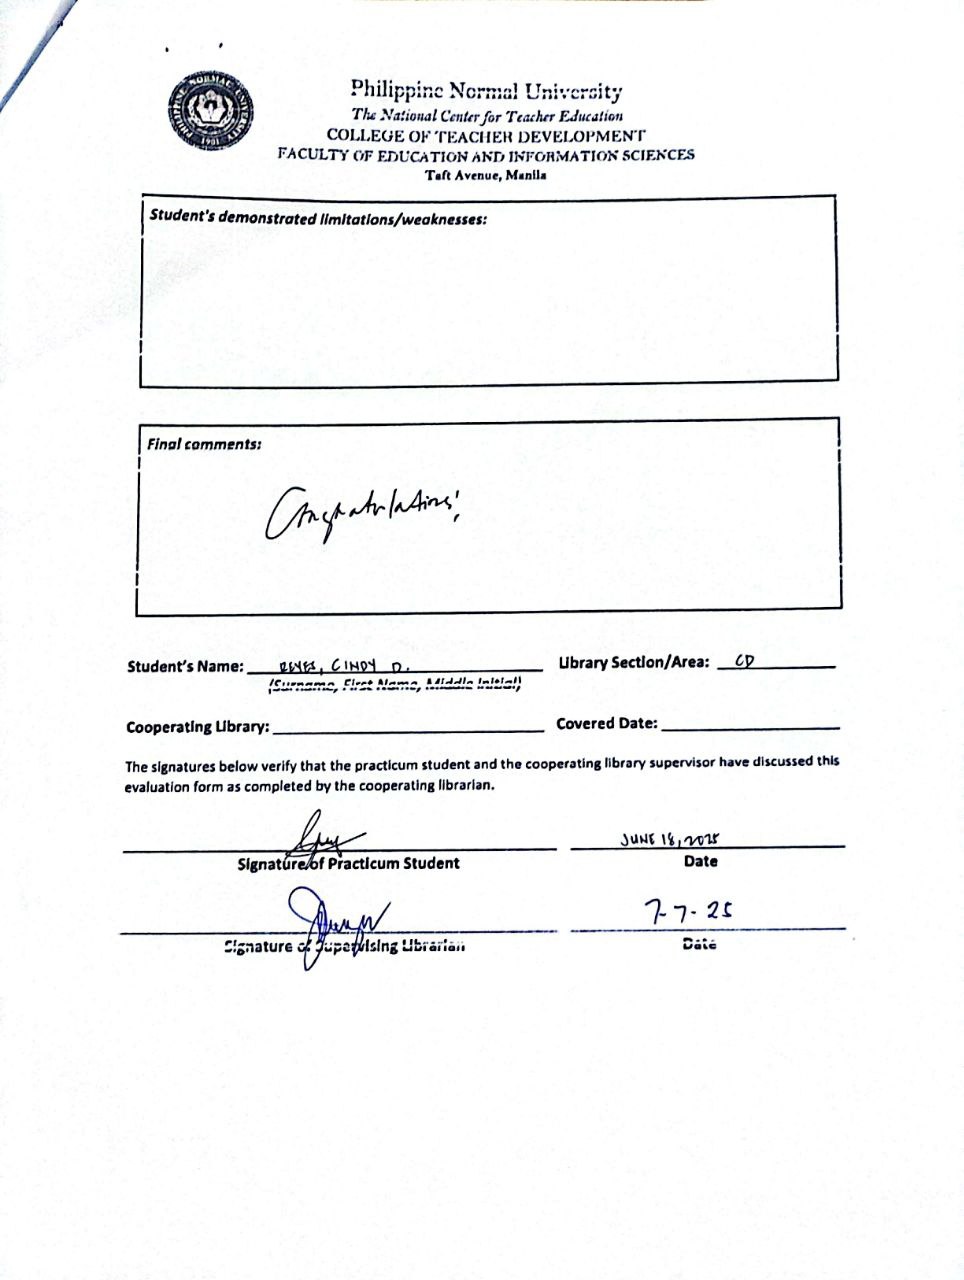 Philippine Normal University
The National Center for Teacher Education
COLLEGE OF TEACHER DEVELOPMENT
FACULTY OF EDUCATION AND INFORMATION SCIENCES
Taft Avenue, Manila
PHILIPPINE NORMAL UNIVERSITY
1901
Student's demonstrated limitations/weaknesses:
Final comments:
Congratulations!
Student's Name: REYES, CINDY D. Library Section/Area: CD
(Surname, First Name, Middle Initial)
Cooperating Library: Covered Date:
The signatures below verify that the practicum student and the cooperating library supervisor have discussed this
evaluation form as completed by the cooperating librarian.
JUNE 18, 2025
Signature of Practicum Student Date
7-7-25
Signature of Supervising Librarian Date